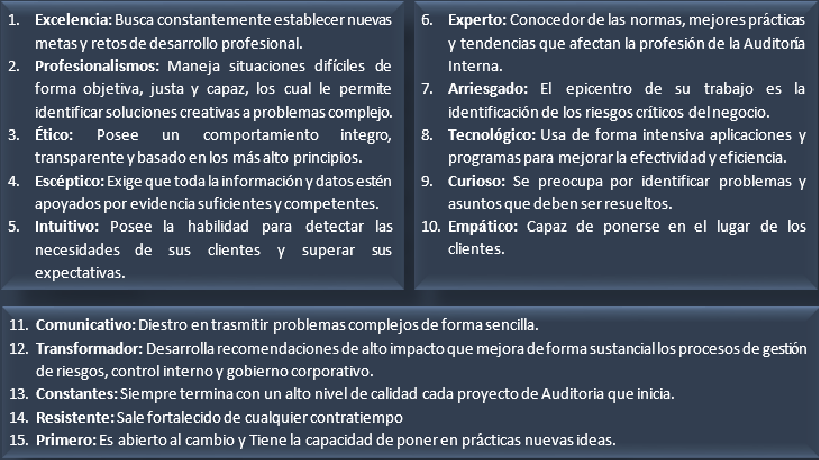 1. Excelencia: Busca constantemente establecer nuevas
metas y retos de desarrollo profesional.
2. Profesionalismos: Maneja situaciones difíciles de
forma objetiva, justa y capaz, los cual le permite
identificar soluciones creativas a problemas complejo.
3. Ético: Posee un comportamiento integro,
transparente y basado en los más alto principios.
4. Escéptico: Exige que toda la información y datos estén
apoyados por evidencia suficientes y competentes.
5. Intuitivo: Posee la habilidad para detectar las
necesidades de sus clientes y superar sus
expectativas.
6. Experto: Conocedor de las normas, mejores prácticas
y tendencias que afectan la profesión de la Auditoría
Interna.
7. Arriesgado: El epicentro de su trabajo es la
identificación de los riesgos críticos del negocio.
8. Tecnológico: Usa de forma intensiva aplicaciones y
programas para mejorar la efectividad y eficiencia.
9. Curioso: Se preocupa por identificar problemas y
asuntos que deben ser resueltos.
10. Empático: Capaz de ponerse en el lugar de los
clientes.
11. Comunicativo: Diestro en trasmitir problemas complejos de forma sencilla.
12. Transformador: Desarrolla recomendaciones de alto impacto que mejora de forma sustancial los procesos de gestión
de riesgos, control interno y gobierno corporativo.
13. Constantes: Siempre termina con un alto nivel de calidad cada proyecto de Auditoria que inicia.
14. Resistente: Sale fortalecido de cualquier contratiempo
15. Primero: Es abierto al cambio y Tiene la capacidad de poner en prácticas nuevas ideas.